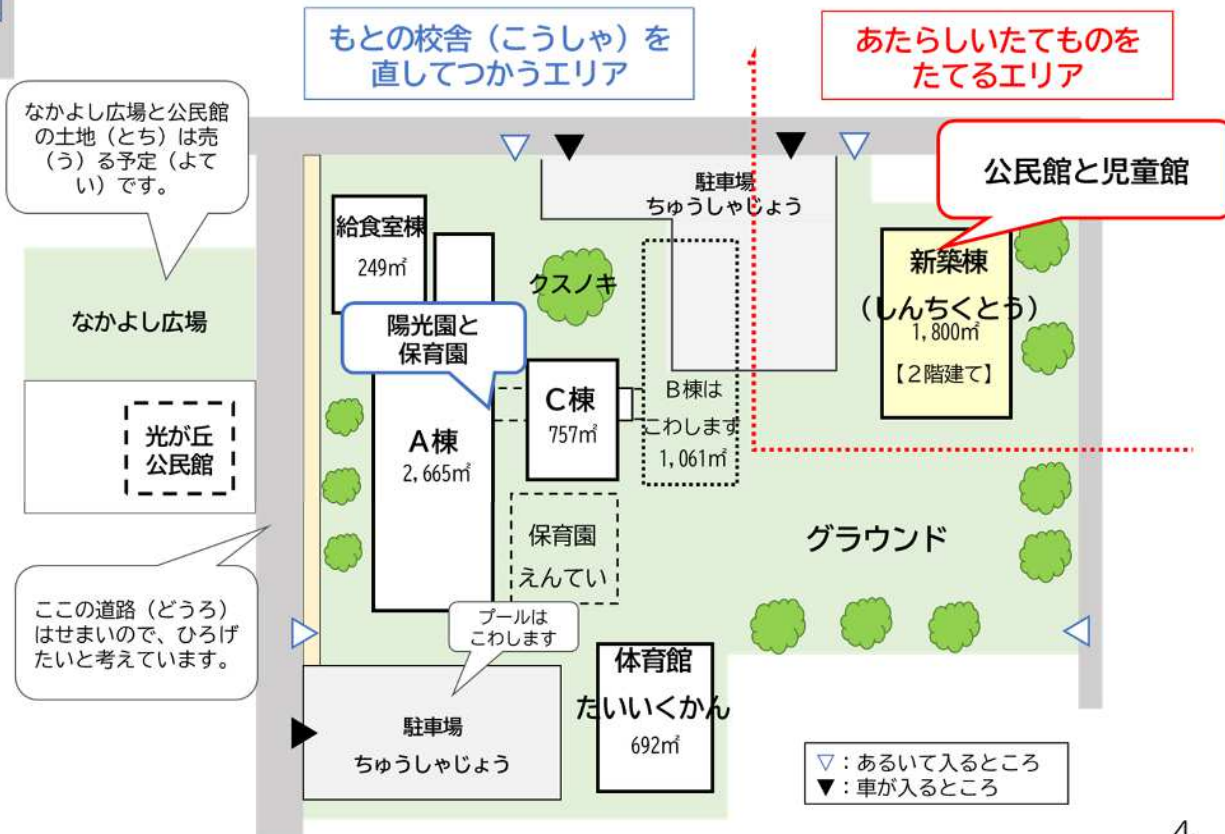 もとの校舎（こうしゃ）を
直してつかうエリア
あたらしいたてものを
たてるエリア
なかよし広場と公民館
の土地（とち）は売
（う）る予定（よて
い）です。
公民館と児童館
駐車場
ちゅうしゃじょう
給食室棟
249㎡
クスノキ
新築棟
（しんちくとう）
1,800㎡
【２階建て】
なかよし広場
陽光園と
保育園
C棟
757㎡
B棟は
こわします
1,061㎡
光が丘
公民館
A棟
2,665㎡
保育園
えんてい
グラウンド
ここの道路（どうろ）
はせまいので、ひろげ
たいと考えています。
プールは
こわします
体育館
たいいくかん
692㎡
駐車場
ちゅうしゃじょう
▽：あるいて入るところ
▼：車が入るところ